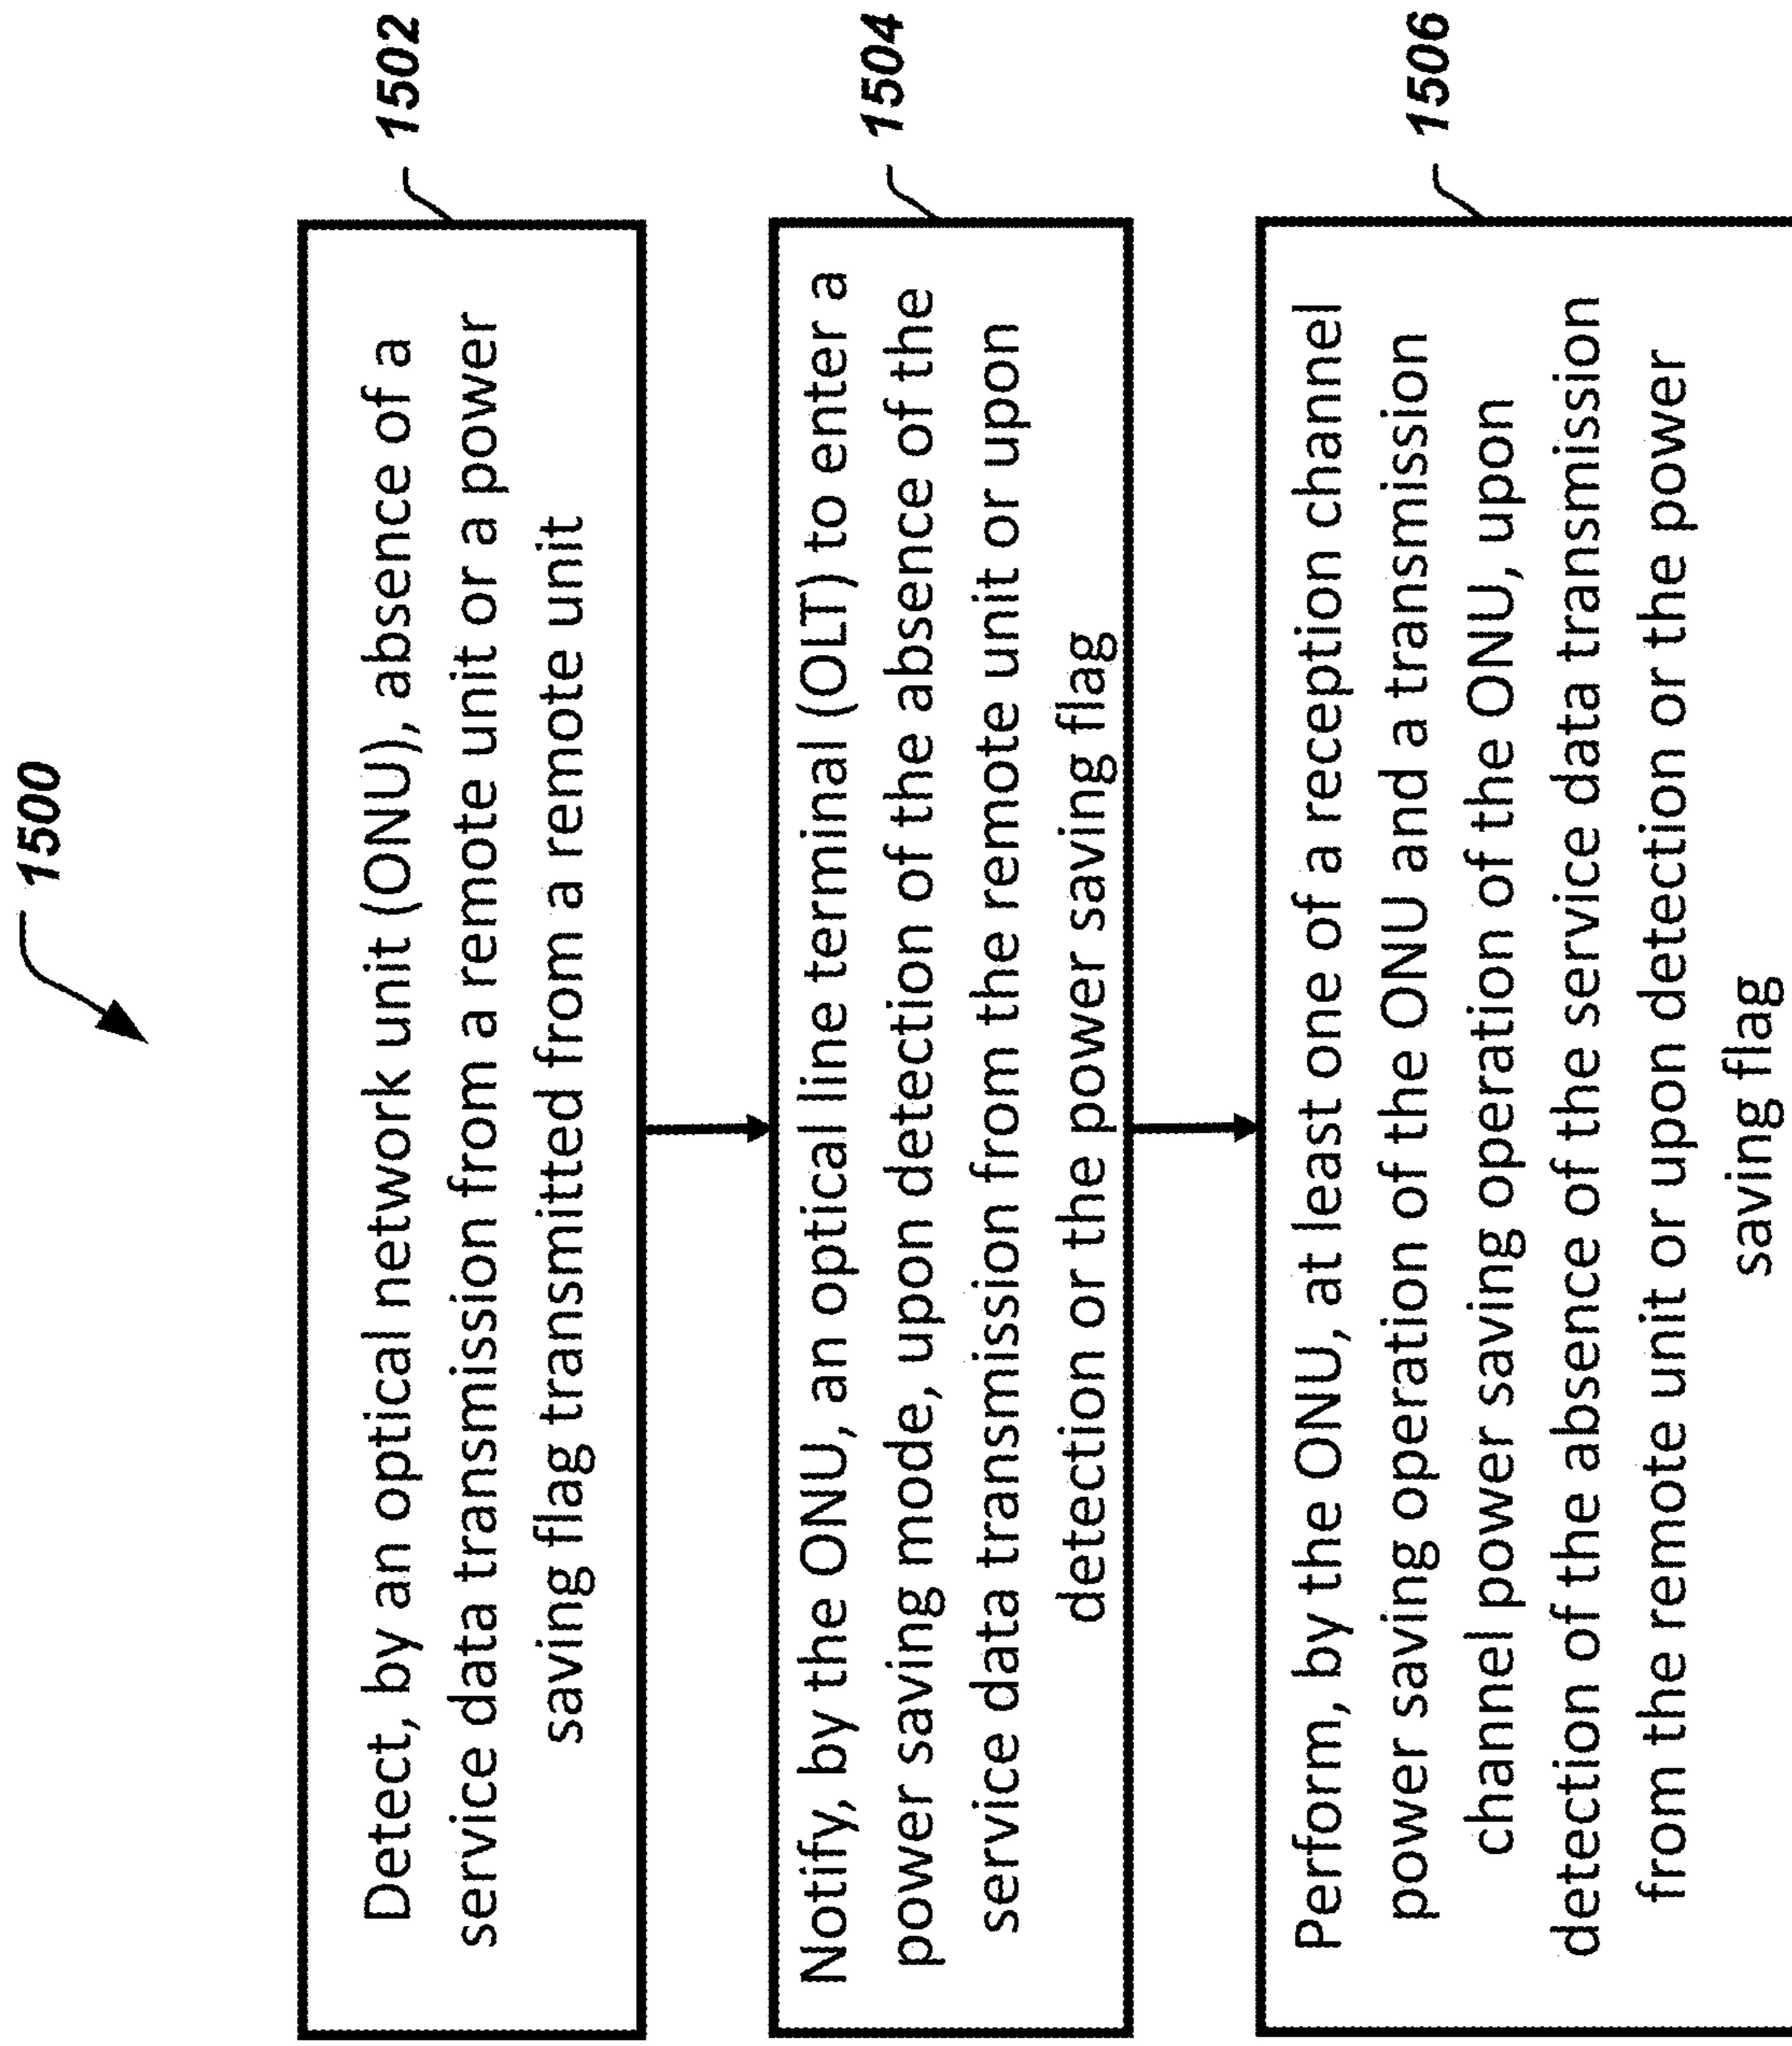 1500
1502
Detect, by an optical network unit (ONU), absence of a
service data transmission from a remote unit or a power
saving flag transmitted from a remote unit
1504
Notify, by the ONU, an optical line terminal (OLT) to enter a
power saving mode, upon detection of the absence of the
service data transmission from the remote unit or upon
detection or the power saving flag
1506
Perform, by the ONU, at least one of a reception channel
power saving operation of the ONU and a transmission
channel power saving operation of the ONU, upon
detection of the absence of the service data transmission
from the remote unit or upon detection or the power
saving flag